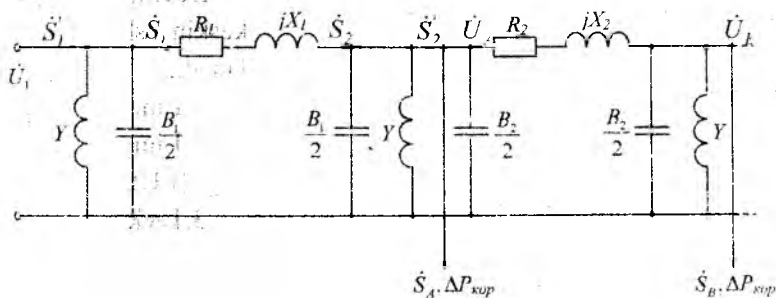 Ṡ'₁ Ṡ₁ R₁ jX₁ Ṡ₂ Ṡ'₂ U̇ R₂ jX₂
U̇₁
Y B₁/2 B₁/2 Y B₂/2 B₂/2 Y
Ṡ_A, ΔP_кор Ṡ_B, ΔP_кор